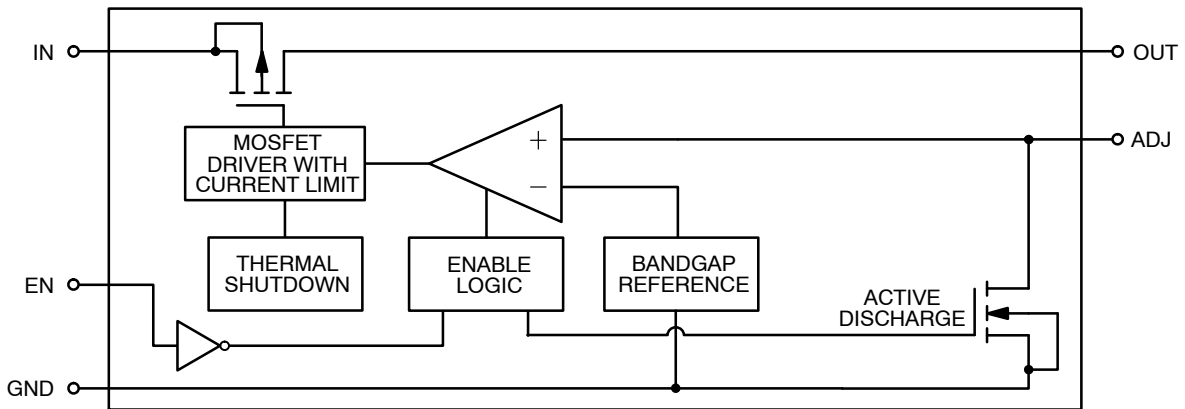 IN
OUT
MOSFET
DRIVER WITH
CURRENT LIMIT
+
−
ADJ
THERMAL
SHUTDOWN
ENABLE
LOGIC
BANDGAP
REFERENCE
EN
ACTIVE
DISCHARGE
GND